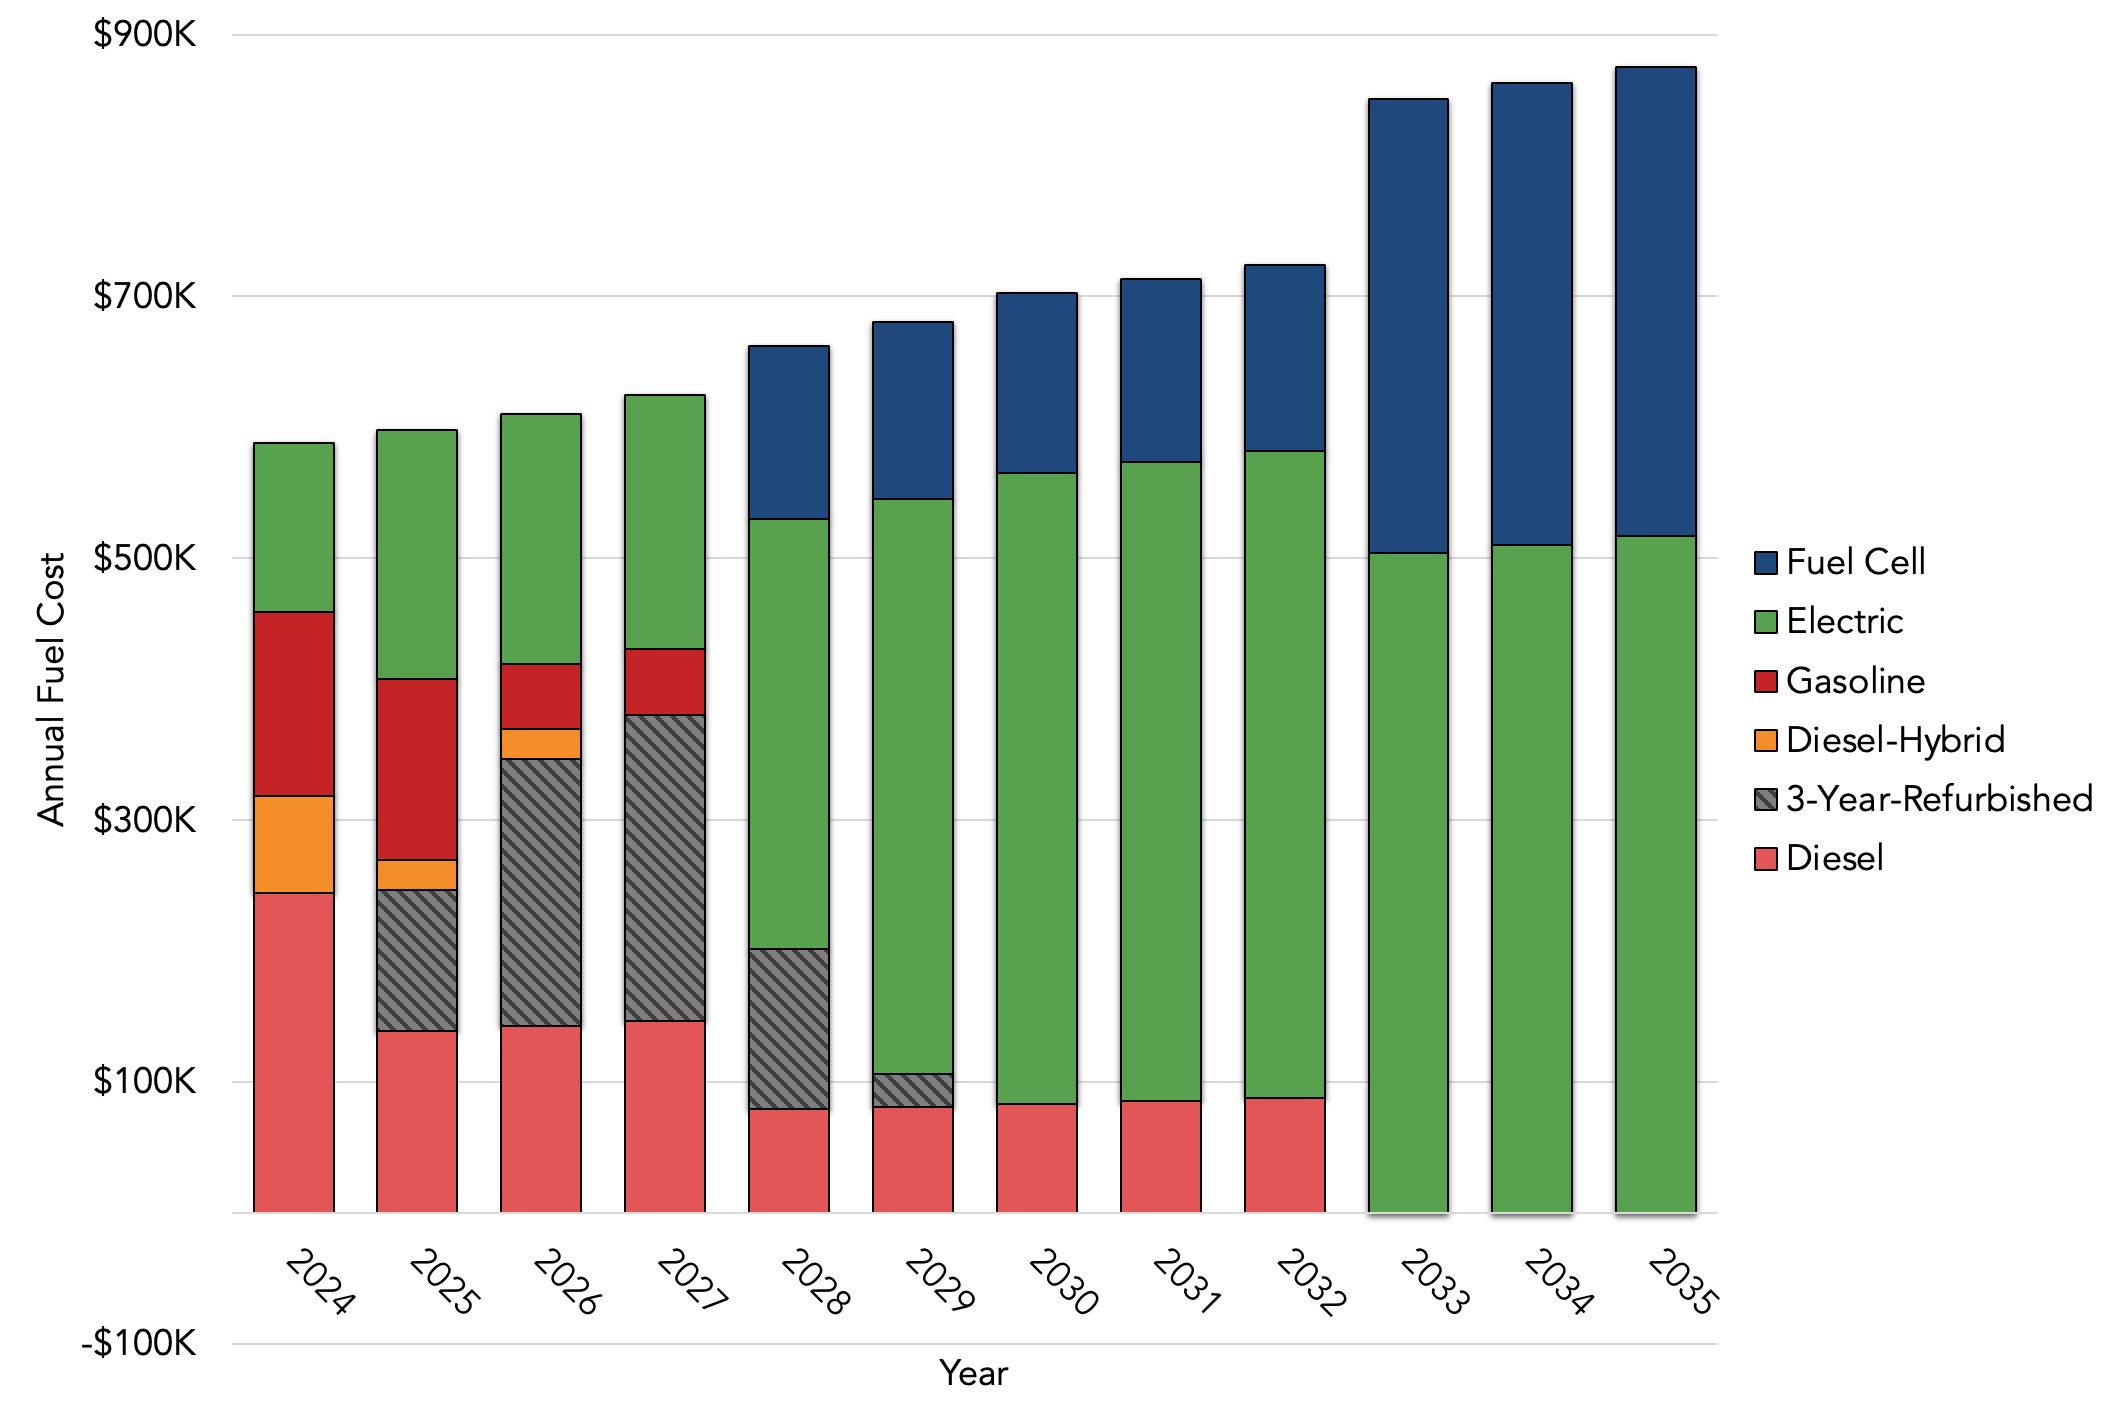 $900K
$700K
$500K
$300K
$100K
-$100K
Annual Fuel Cost
2024
2025
2026
2027
2028
2029
2030
2031
2032
2033
2034
2035
Year
Fuel Cell
Electric
Gasoline
Diesel-Hybrid
3-Year-Refurbished
Diesel